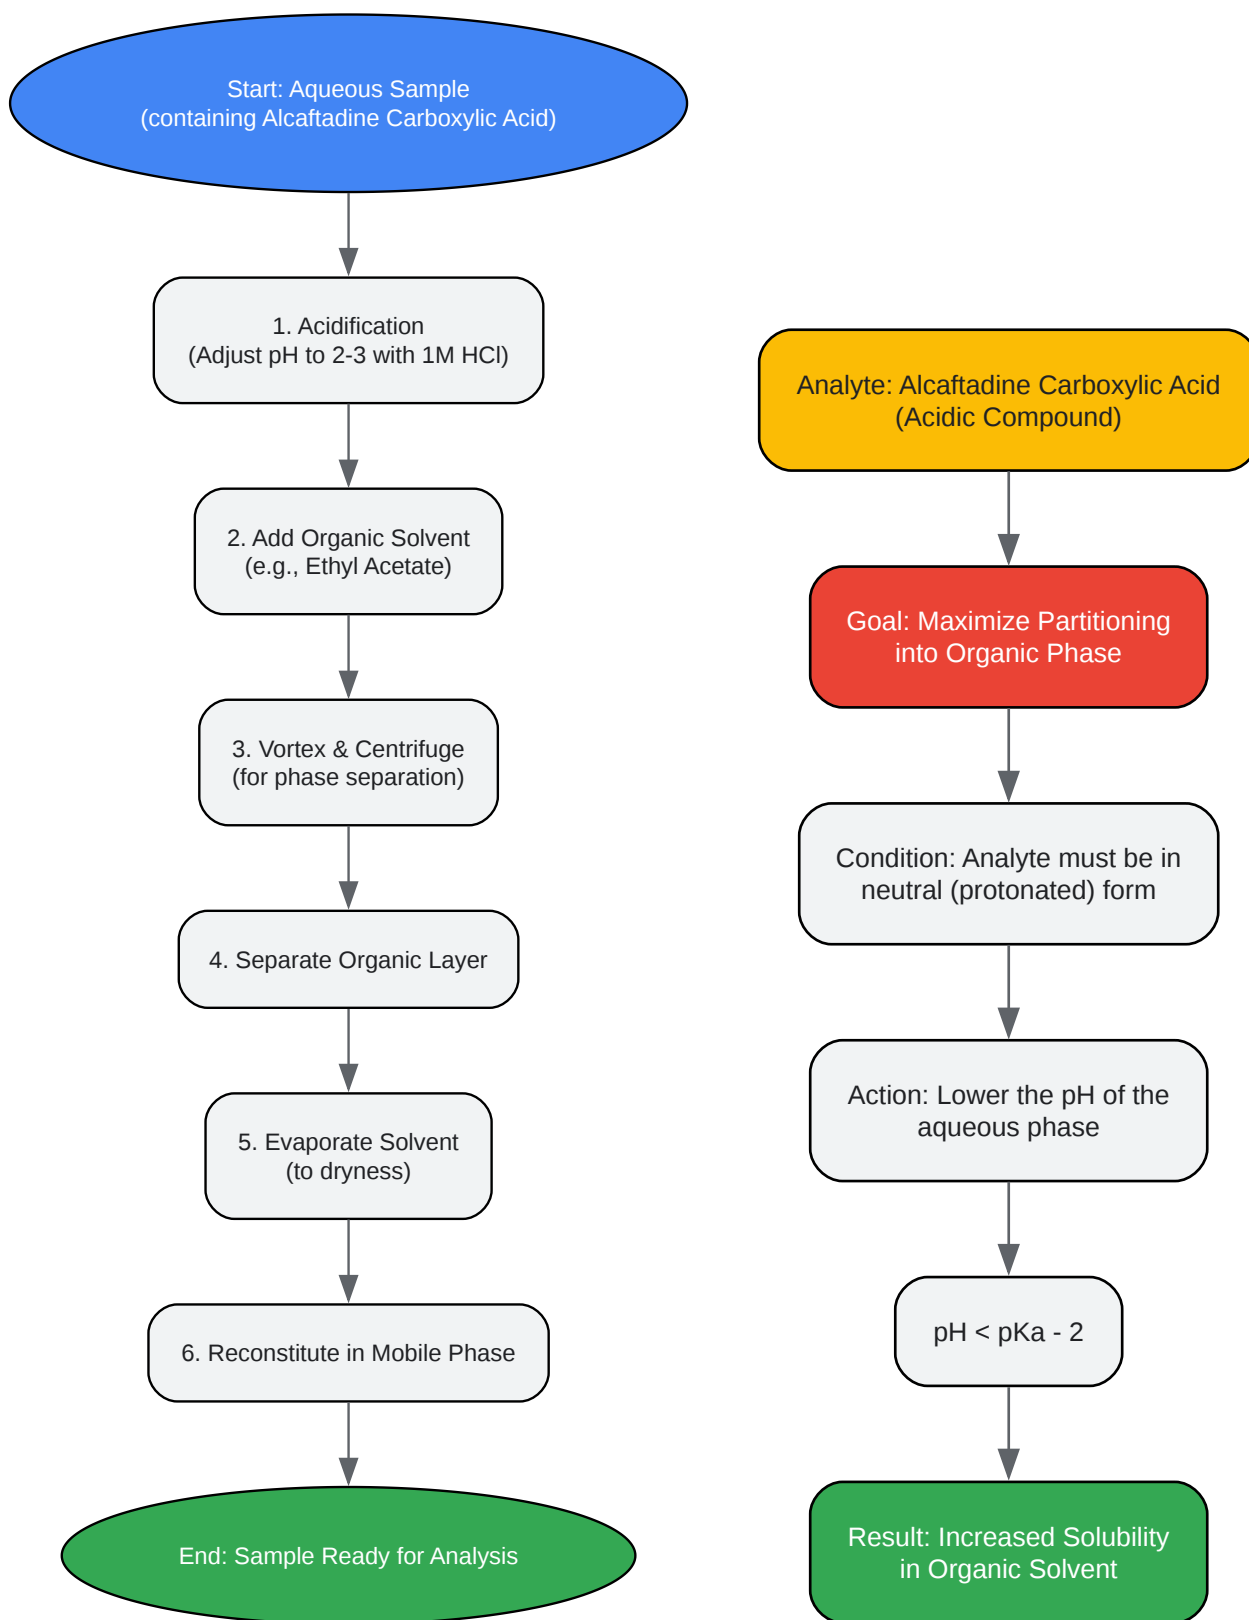 Start: Aqueous Sample
(containing Alcaftadine Carboxylic Acid)
1. Acidification
(Adjust pH to 2-3 with 1M HCl)
2. Add Organic Solvent
(e.g., Ethyl Acetate)
3. Vortex & Centrifuge
(for phase separation)
4. Separate Organic Layer
5. Evaporate Solvent
(to dryness)
6. Reconstitute in Mobile Phase
End: Sample Ready for Analysis
Analyte: Alcaftadine Carboxylic Acid
(Acidic Compound)
Goal: Maximize Partitioning
into Organic Phase
Condition: Analyte must be in
neutral (protonated) form
Action: Lower the pH of the
aqueous phase
pH < pKa - 2
Result: Increased Solubility
in Organic Solvent